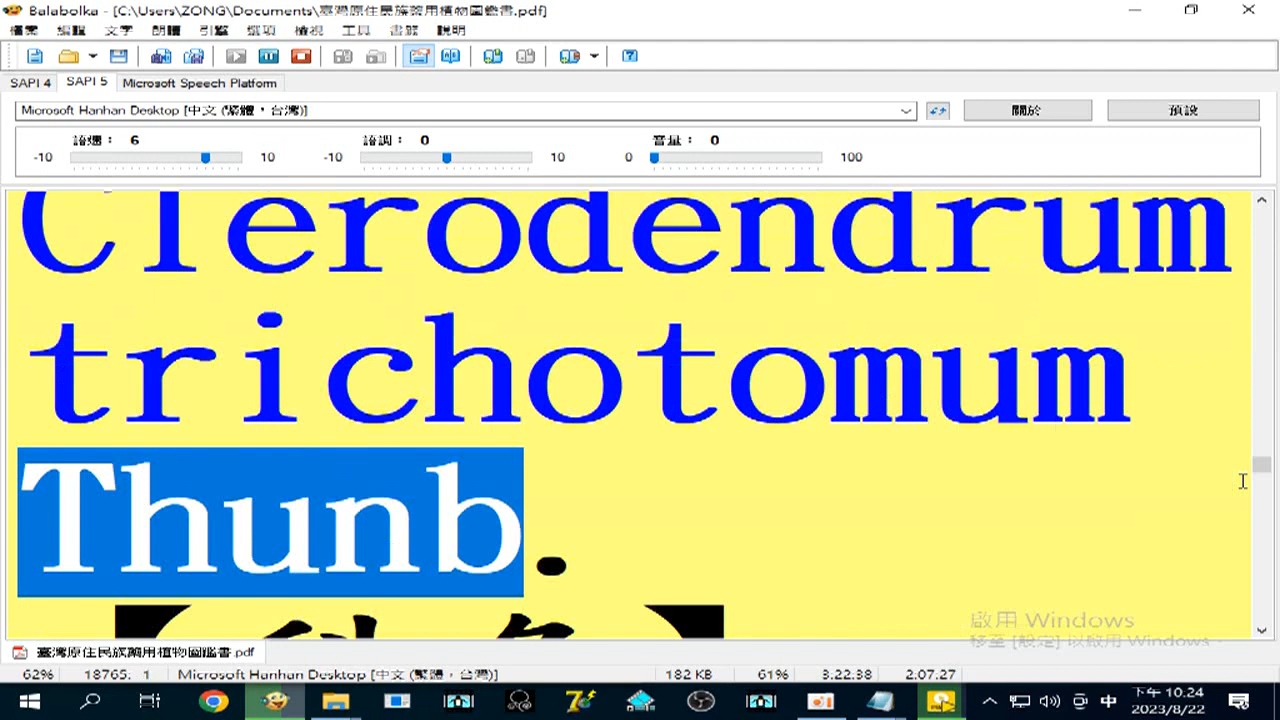 Balabolka - [C:\Users\ZONG\Documents\臺灣原住民族藥用植物圖鑑書.pdf]
檔案 編輯 文字 朗讀 引擎 選項 檢視 工具 書籤 說明
SAPI 4 SAPI 5 Microsoft Speech Platform
Microsoft Hanhan Desktop [中文 (繁體，台灣)] 關於 預設
語速： 6 語調： 0 音量： 0
-10 10 -10 10 0 100
Clerodendrum
trichotomum
Thunb.
啟用 Windows
移至 [設定] 以啟用 Windows
臺灣原住民族藥用植物圖鑑書.pdf
62% 18765: 1 Microsoft Hanhan Desktop [中文 (繁體，台灣)] 182 KB 61% 3.22.38 2.07.27
中 下午 10:24
2023/8/22